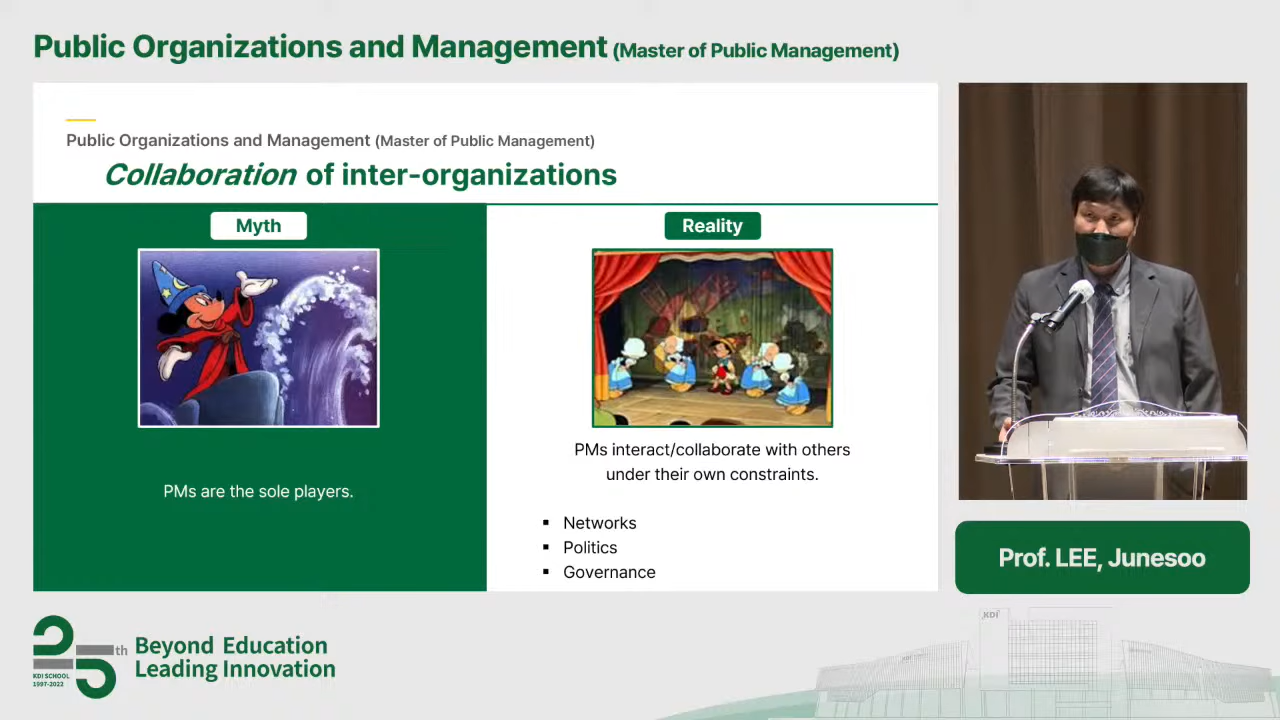 Public Organizations and Management (Master of Public Management)
Public Organizations and Management (Master of Public Management)
Collaboration of inter-organizations
Myth
Reality
PMs are the sole players.
PMs interact/collaborate with others
under their own constraints.
▪ Networks
▪ Politics
▪ Governance
Prof. LEE, Junesoo
25th
KDI SCHOOL
1997-2022
Beyond Education
Leading Innovation
KDI